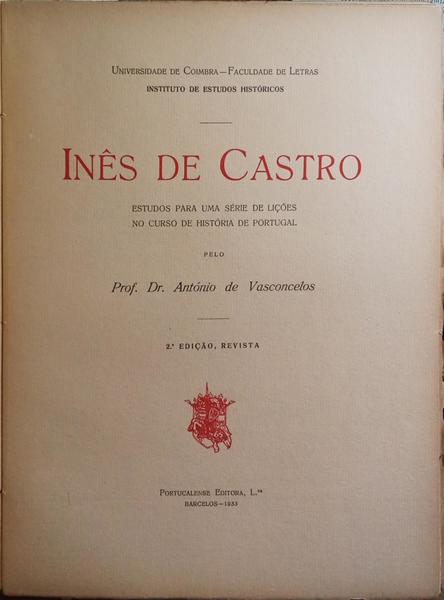 Universidade de Coimbra—Faculdade de Letras
INSTITUTO DE ESTUDOS HISTÓRICOS
INÊS DE CASTRO
ESTUDOS PARA UMA SÉRIE DE LIÇÕES
NO CURSO DE HISTÓRIA DE PORTUGAL
PELO
Prof. Dr. António de Vasconcelos
2.ª EDIÇÃO, REVISTA
Portucalense Editora, L.da
BARCELOS—1933